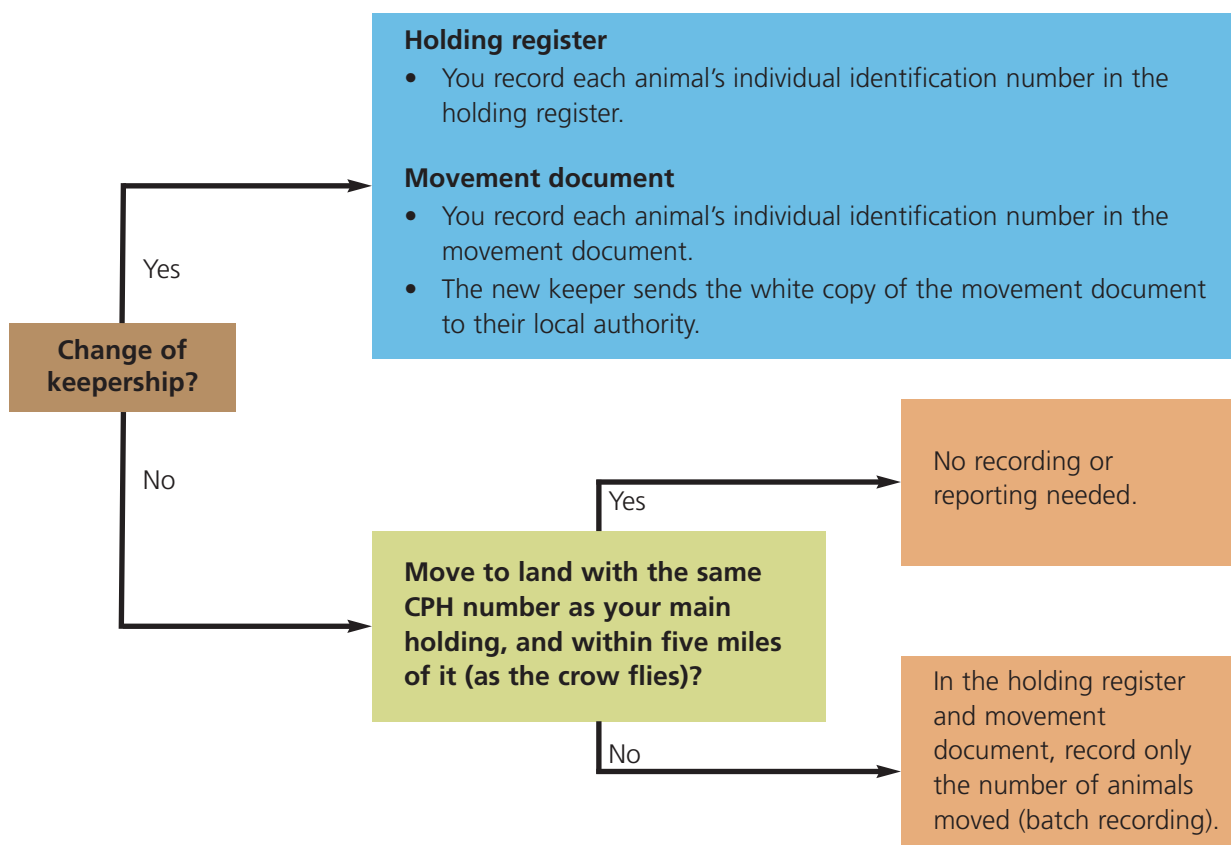 Holding register
• You record each animal’s individual identification number in the
holding register.
Movement document
• You record each animal’s individual identification number in the
movement document.
• The new keeper sends the white copy of the movement document
to their local authority.
Yes
Change of
keepership?
No
Yes
No recording or
reporting needed.
Move to land with the same
CPH number as your main
holding, and within five miles
of it (as the crow flies)?
No
In the holding register
and movement
document, record only
the number of animals
moved (batch recording).